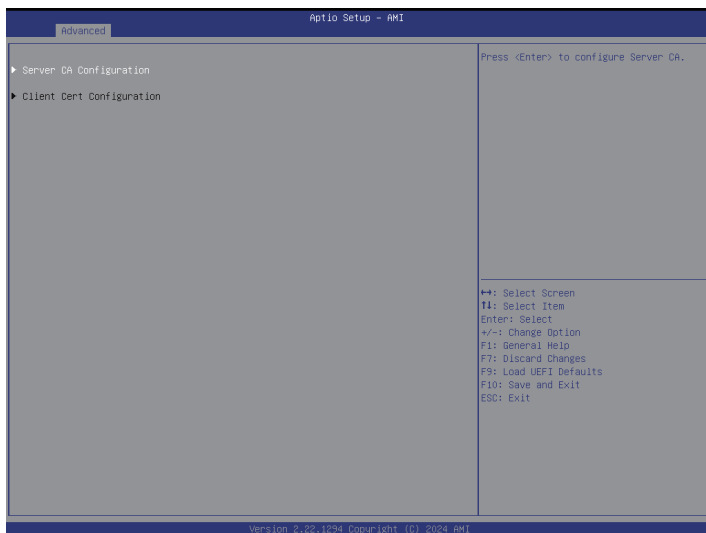 Aptio Setup – AMI
Advanced
▶ Server CA Configuration
▶ Client Cert Configuration
Press <Enter> to configure Server CA.
↔: Select Screen
↑↓: Select Item
Enter: Select
+/-: Change Option
F1: General Help
F7: Discard Changes
F9: Load UEFI Defaults
F10: Save and Exit
ESC: Exit
Version 2.22.1294 Copyright (C) 2024 AMI